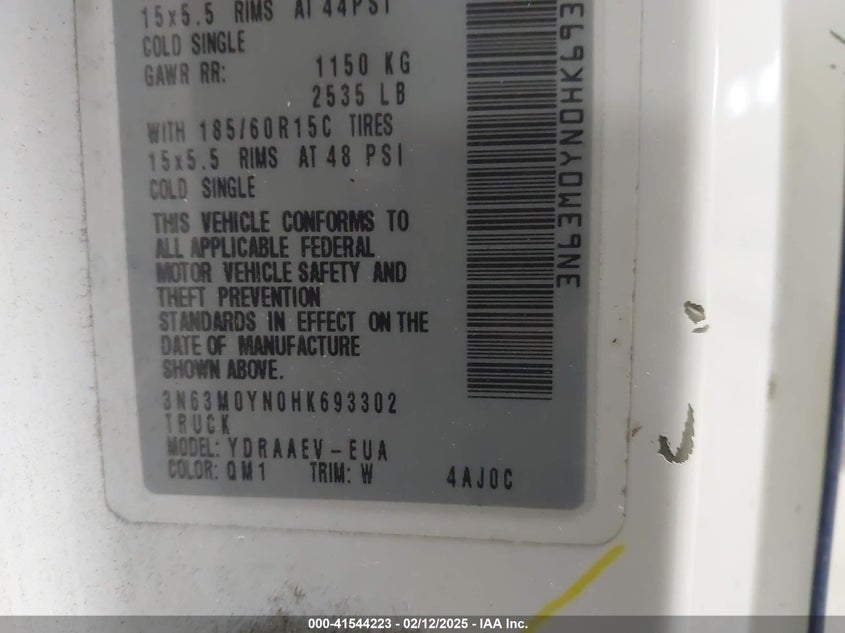 15x5.5 RIMS AT 44PSI
COLD SINGLE
GAWR RR: 1150 KG
2535 LB
WITH 185/60R15C TIRES
15x5.5 RIMS AT 48 PSI
COLD SINGLE
THIS VEHICLE CONFORMS TO
ALL APPLICABLE FEDERAL
MOTOR VEHICLE SAFETY AND
THEFT PREVENTION
STANDARDS IN EFFECT ON THE
DATE OF MANUFACTURE
SHOWN ABOVE.
3N63M0YN0HK693302
TRUCK
MODEL: YDRAAEV-EUA
COLOR: QM1 TRIM: W 4AJ0C
3N63M0YN0HK693
000-41544223 - 02/12/2025 - IAA Inc.